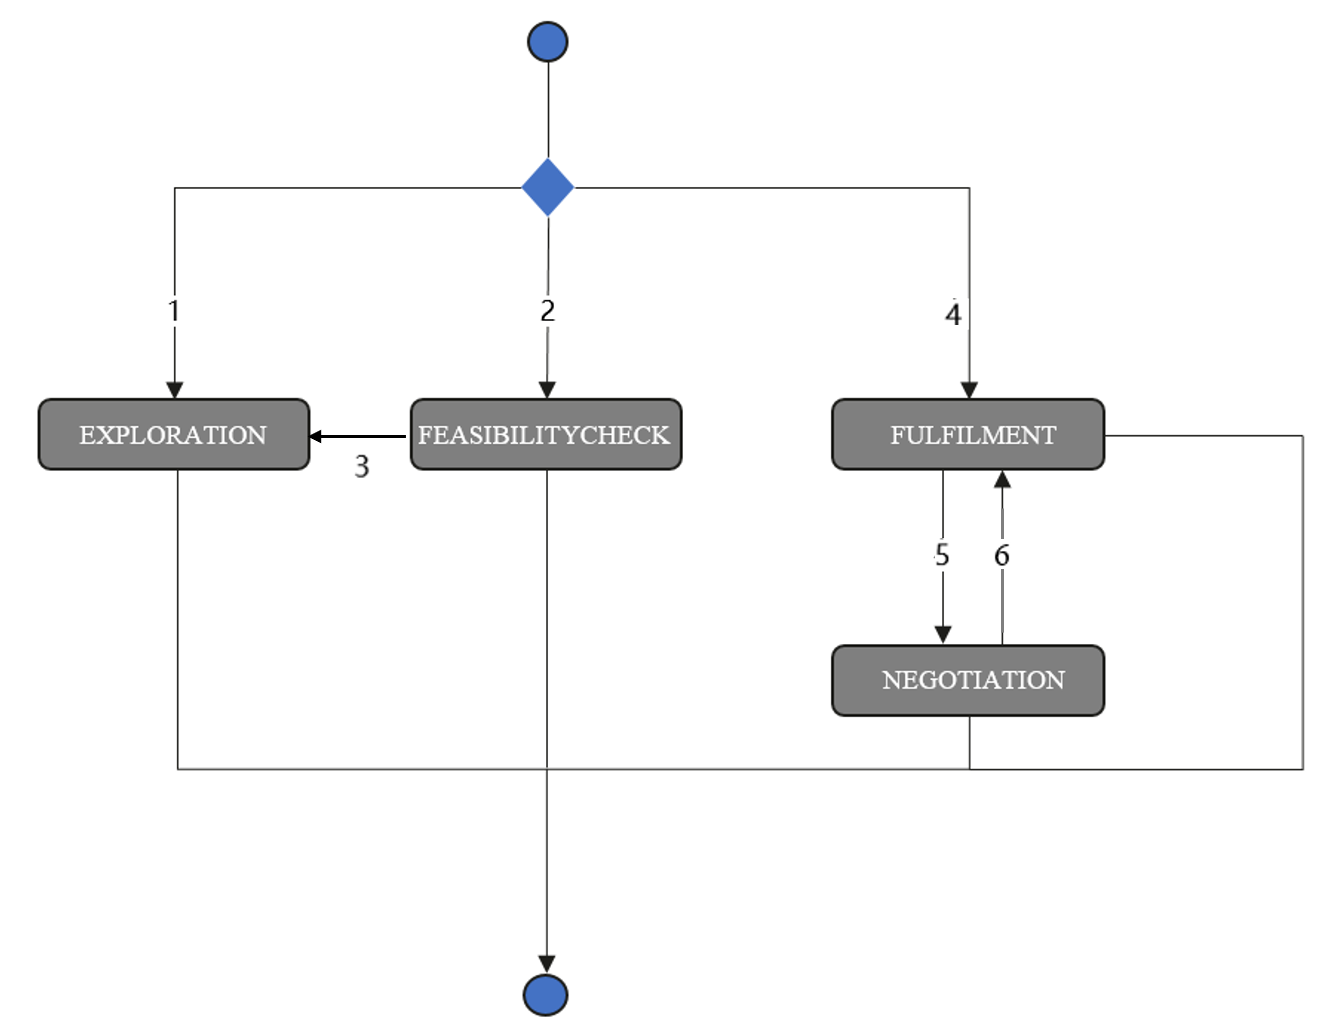 1
2
4
EXPLORATION
FEASIBILITYCHECK
FULFILMENT
3
5
6
NEGOTIATION